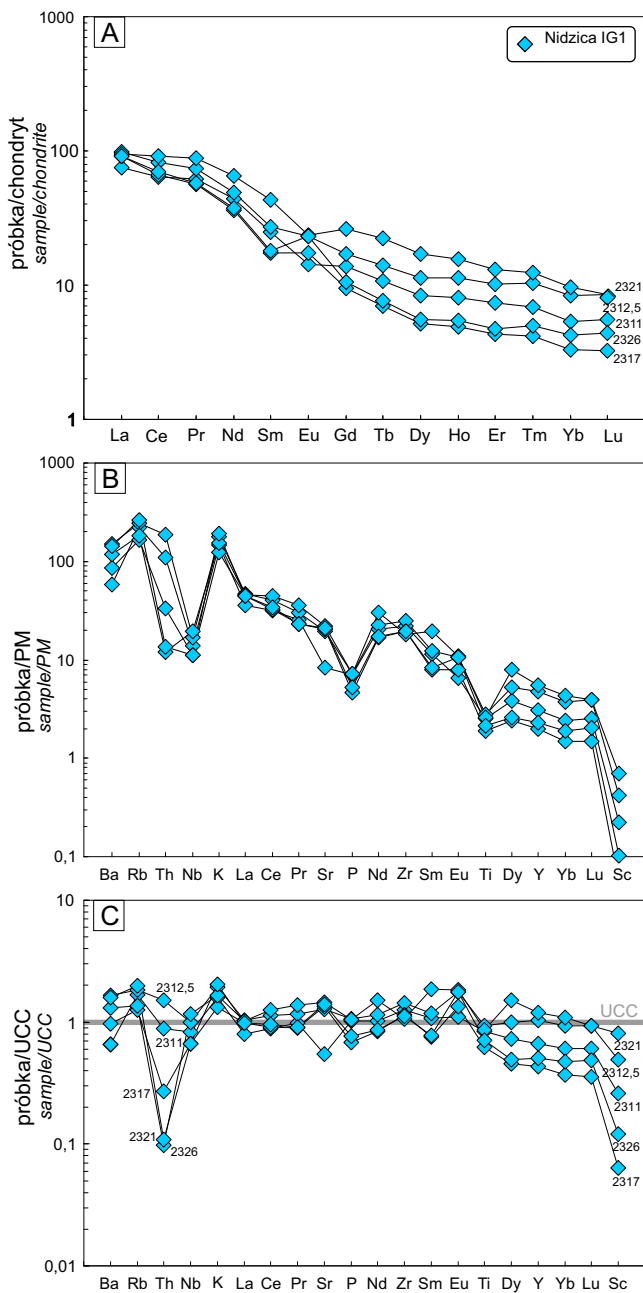 A
Nidzica IG1
1000
100
10
1
próbka/chondryt
sample/chondrite
2321
2312,5
2311
2326
2317
La Ce Pr Nd Sm Eu Gd Tb Dy Ho Er Tm Yb Lu
B
1000
100
10
1
0,1
próbka/PM
sample/PM
Ba Rb Th Nb K La Ce Pr Sr P Nd Zr Sm Eu Ti Dy Y Yb Lu Sc
C
10
1
0,1
0,01
próbka/UCC
sample/UCC
2312,5
UCC
2311
2321
2312,5
2317
2311
2321
2326
2326
2317
Ba Rb Th Nb K La Ce Pr Sr P Nd Zr Sm Eu Ti Dy Y Yb Lu Sc